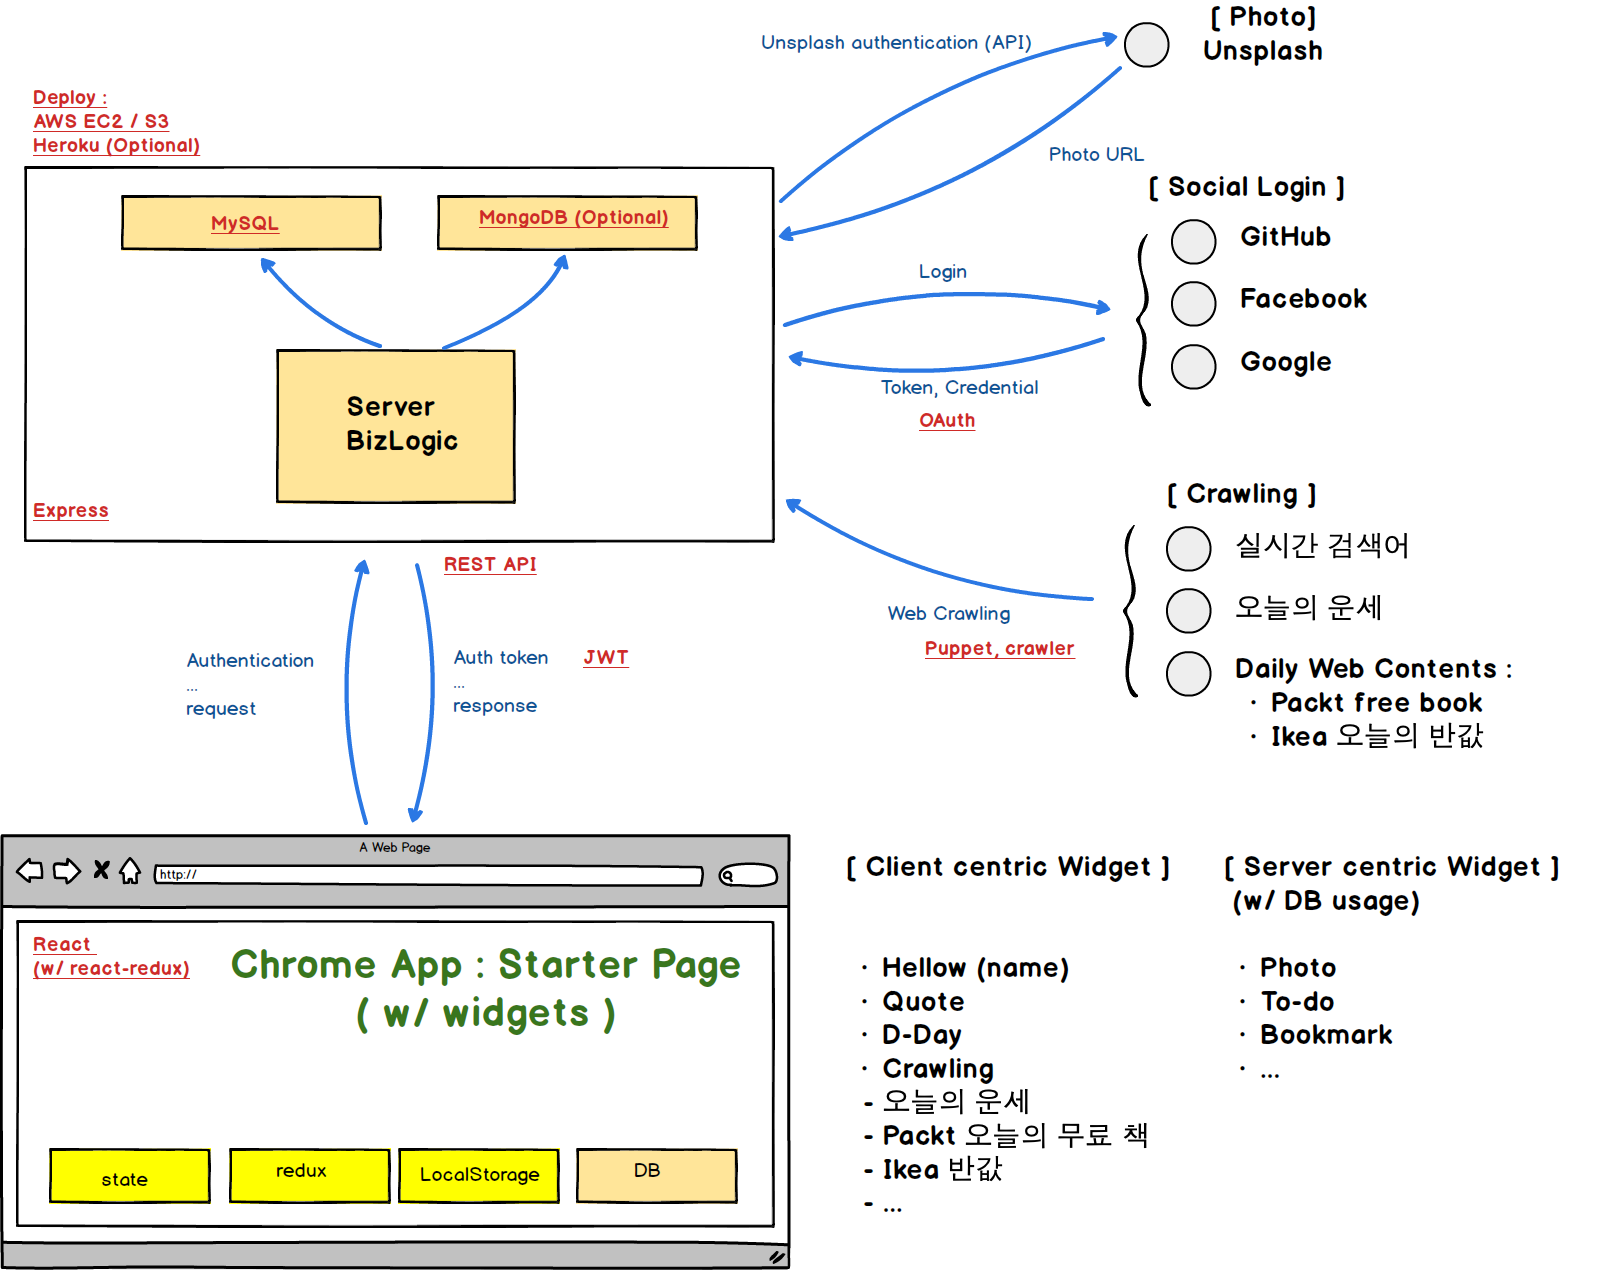 Unsplash authentication (API)
[ Photo]
Unsplash
Photo URL
Deploy :
AWS EC2 / S3
Heroku (Optional)
MySQL
MongoDB (Optional)
Server
BizLogic
Express
[ Social Login ]
GitHub
Facebook
Google
Login
Token, Credential
OAuth
[ Crawling ]
실시간 검색어
오늘의 운세
Daily Web Contents :
· Packt free book
· Ikea 오늘의 반값
Web Crawling
Puppet, crawler
REST API
Authentication
...
request
Auth token
...
response
JWT
A Web Page
http://
React
(w/ react-redux)
Chrome App : Starter Page
( w/ widgets )
state
redux
LocalStorage
DB
[ Client centric Widget ]
· Hellow (name)
· Quote
· D-Day
· Crawling
- 오늘의 운세
- Packt 오늘의 무료 책
- Ikea 반값
- ...
[ Server centric Widget ]
(w/ DB usage)
· Photo
· To-do
· Bookmark
· ...